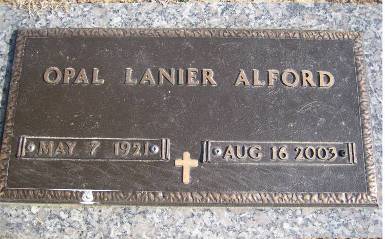 OPAL LANIER ALFORD
MAY 7 1921 AUG 16 2003